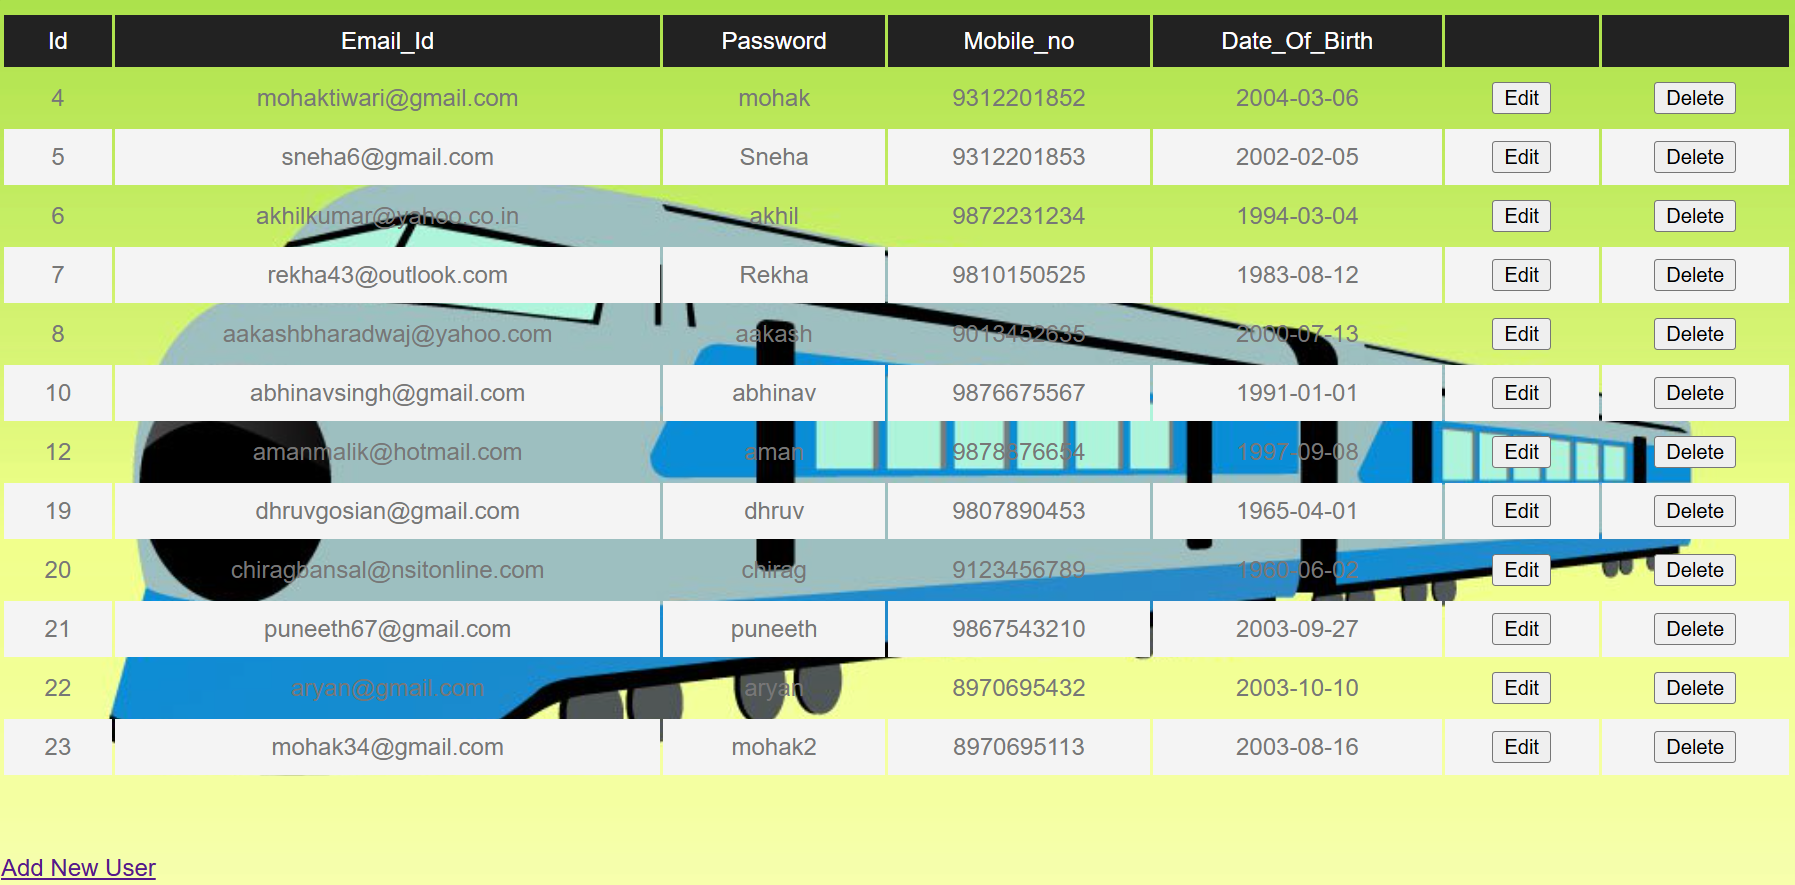 Id Email_Id Password Mobile_no Date_Of_Birth
4 mohaktiwari@gmail.com mohak 9312201852 2004-03-06 Edit Delete
5 sneha6@gmail.com Sneha 9312201853 2002-02-05 Edit Delete
6 akhilkumar@yahoo.co.in akhil 9872231234 1994-03-04 Edit Delete
7 rekha43@outlook.com Rekha 9810150525 1983-08-12 Edit Delete
8 aakashbharadwaj@yahoo.com aakash 9013452635 2000-07-13 Edit Delete
10 abhinavsingh@gmail.com abhinav 9876675567 1991-01-01 Edit Delete
12 amanmalik@hotmail.com aman 9878876654 1997-09-08 Edit Delete
19 dhruvgosian@gmail.com dhruv 9807890453 1965-04-01 Edit Delete
20 chiragbansal@nsitonline.com chirag 9123456789 1960-06-02 Edit Delete
21 puneeth67@gmail.com puneeth 9867543210 2003-09-27 Edit Delete
22 aryan@gmail.com aryan 8970695432 2003-10-10 Edit Delete
23 mohak34@gmail.com mohak2 8970695113 2003-08-16 Edit Delete
Add New User